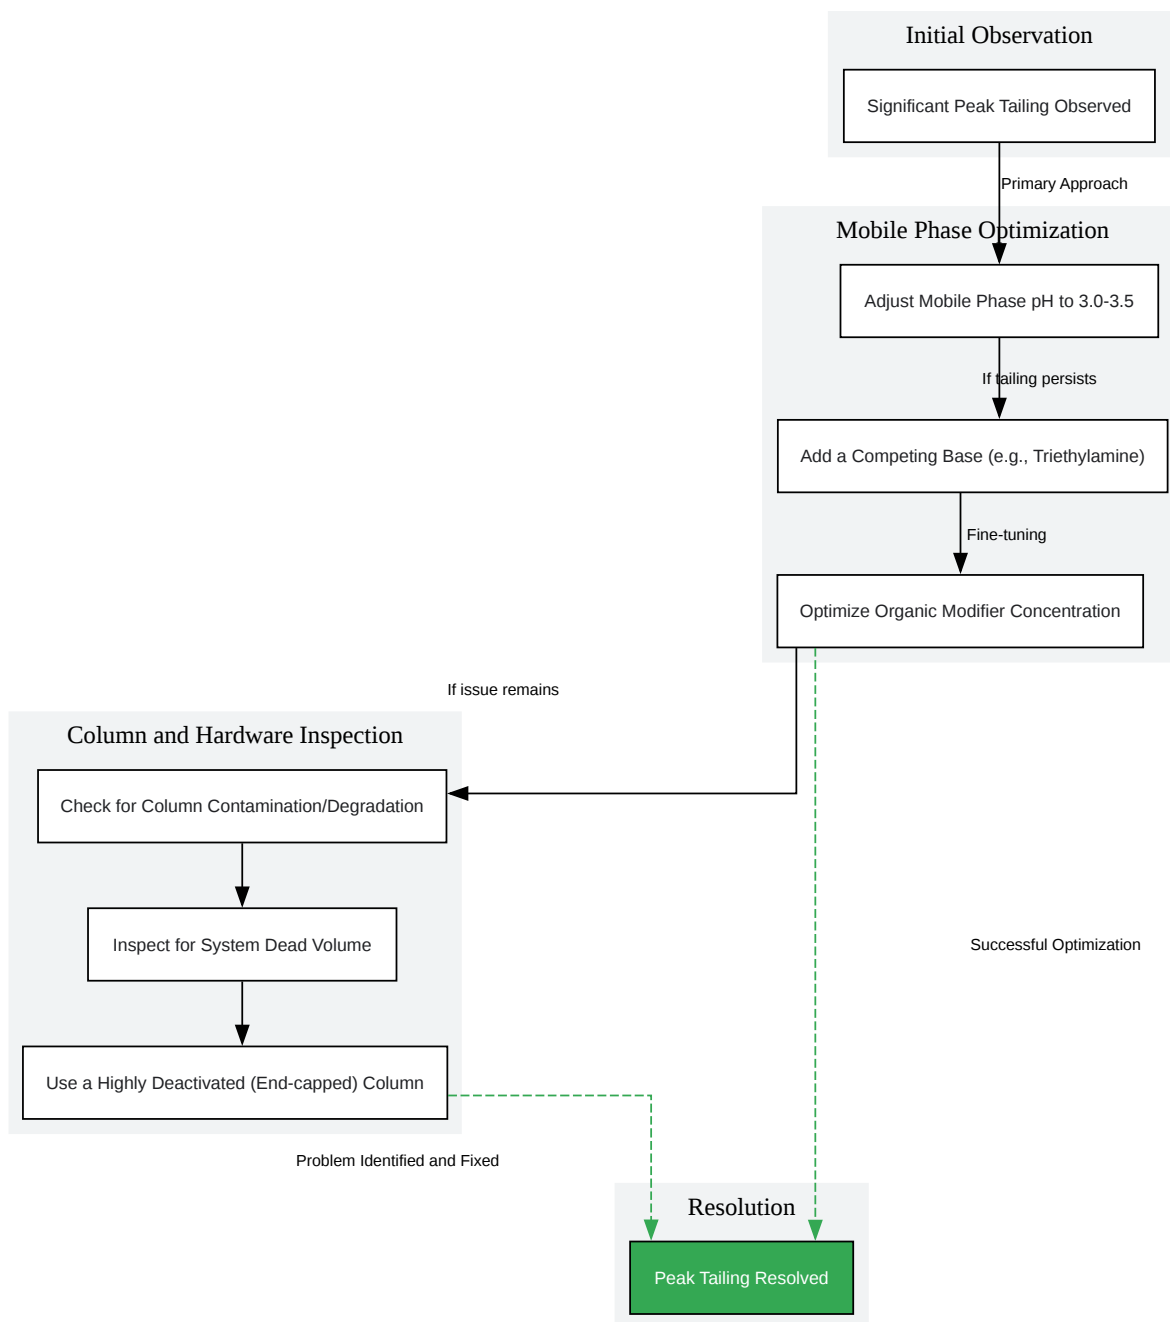 Initial Observation
Significant Peak Tailing Observed
Primary Approach
Mobile Phase Optimization
Adjust Mobile Phase pH to 3.0-3.5
If tailing persists
Add a Competing Base (e.g., Triethylamine)
Fine-tuning
Optimize Organic Modifier Concentration
If issue remains
Column and Hardware Inspection
Check for Column Contamination/Degradation
Inspect for System Dead Volume
Successful Optimization
Use a Highly Deactivated (End-capped) Column
Problem Identified and Fixed
Resolution
Peak Tailing Resolved